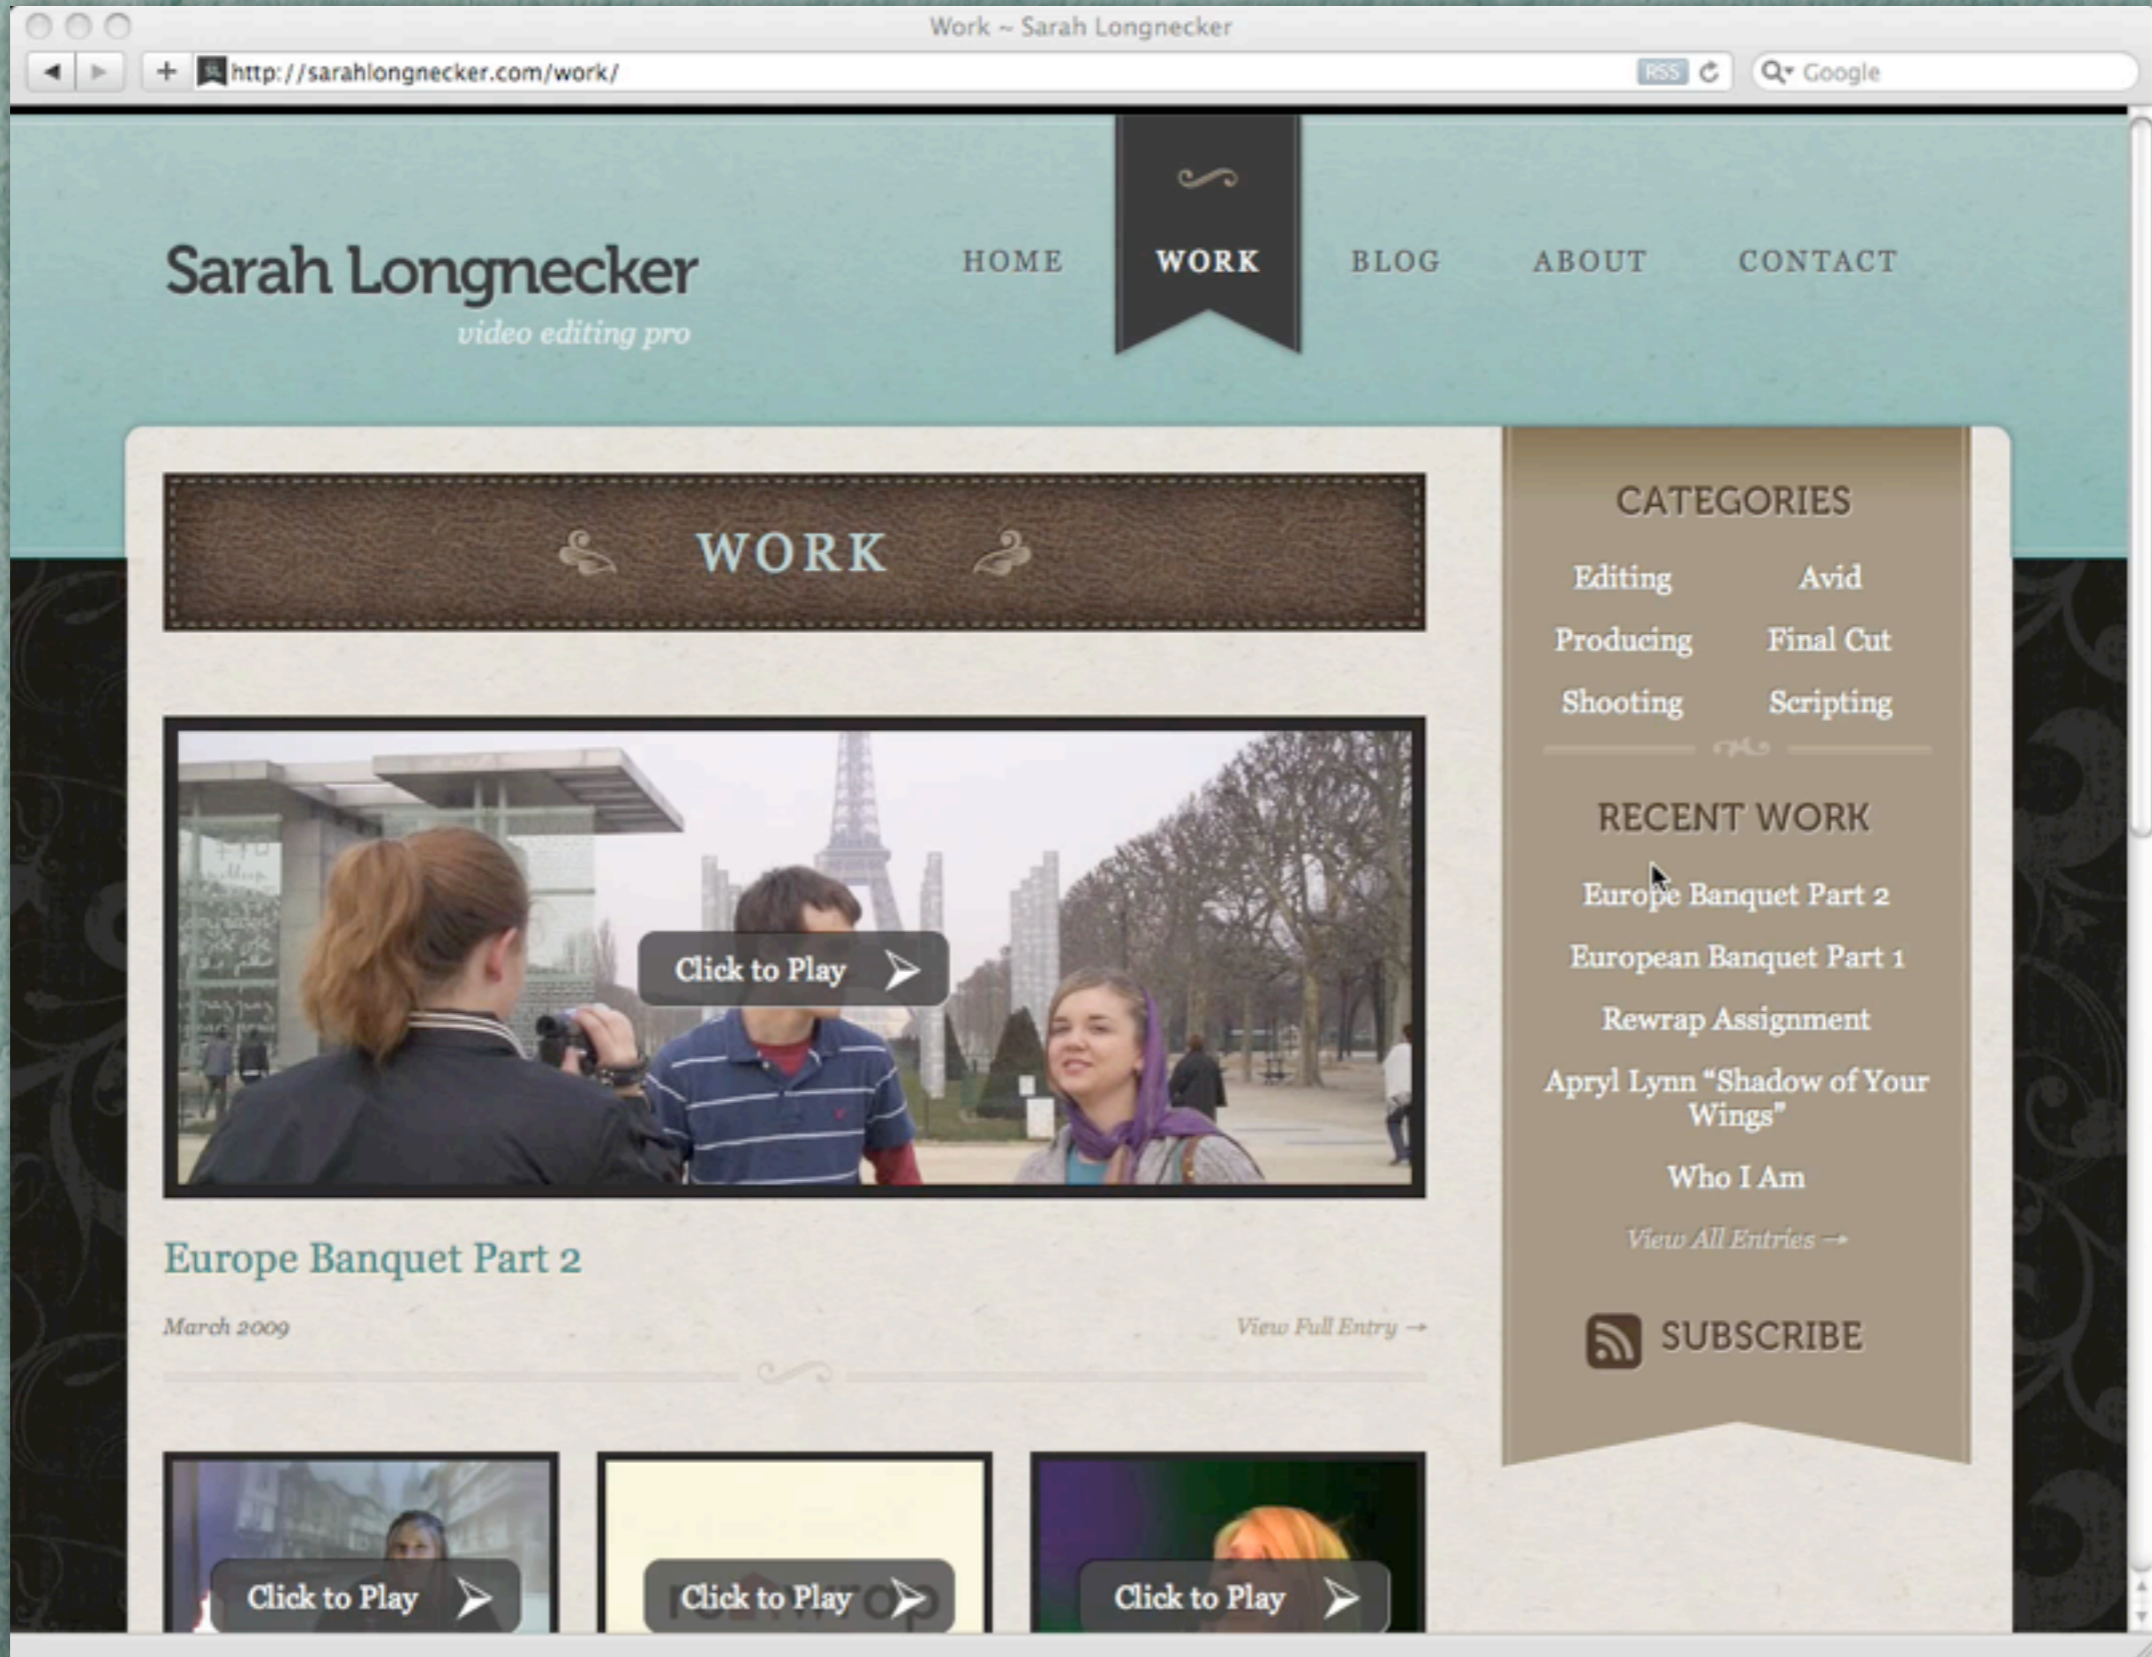 Work ~ Sarah Longnecker
http://sarahlongnecker.com/work/
RSS
Google
Sarah Longnecker
video editing pro
HOME
WORK
BLOG
ABOUT
CONTACT
WORK
Click to Play
Europe Banquet Part 2
March 2009
View Full Entry →
Click to Play
Click to Play
Click to Play
CATEGORIES
Editing
Avid
Producing
Final Cut
Shooting
Scripting
RECENT WORK
Europe Banquet Part 2
European Banquet Part 1
Rewrap Assignment
Apryl Lynn “Shadow of Your
Wings”
Who I Am
View All Entries →
SUBSCRIBE